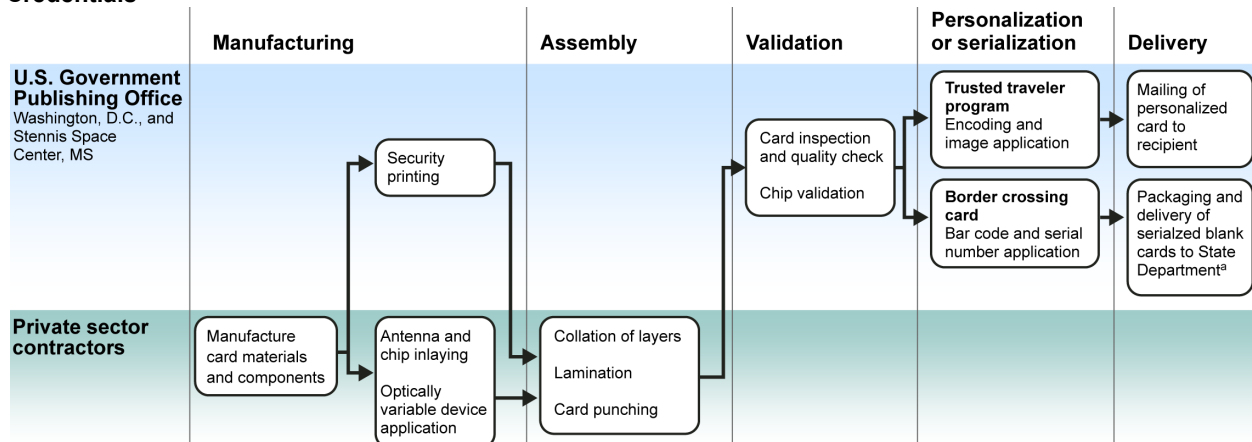 Credentials
Manufacturing
Assembly
Validation
Personalization
or serialization
Delivery
U.S. Government
Publishing Office
Washington, D.C., and
Stennis Space
Center, MS
Security
printing
Card inspection
and quality check
Chip validation
Trusted traveler
program
Encoding and
image application
Mailing of
personalized
card to
recipient
Border crossing
card
Bar code and serial
number application
Packaging and
delivery of
serialzed blank
cards to State
Departmentᵃ
Private sector
contractors
Manufacture
card materials
and components
Antenna and
chip inlaying
Optically
variable device
application
Collation of layers
Lamination
Card punching